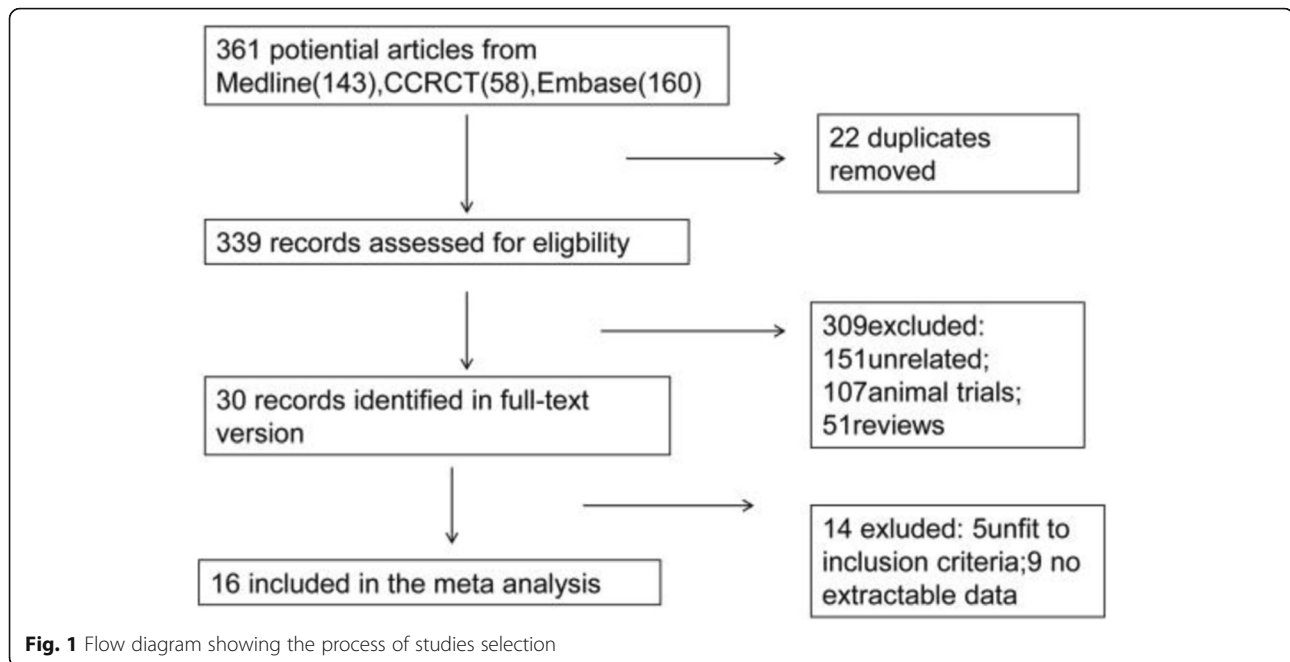 361 potiential articles from
Medline(143),CCRCT(58),Embase(160)
22 duplicates
removed
339 records assessed for eligbility
309excluded:
151unrelated;
107animal trials;
51reviews
30 records identified in full-text
version
14 exluded: 5unfit to
inclusion criteria;9 no
extractable data
16 included in the meta analysis
Fig. 1 Flow diagram showing the process of studies selection